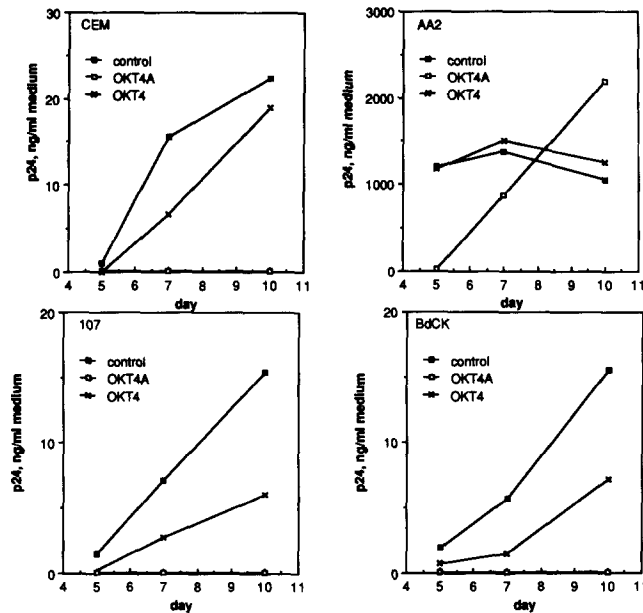 CEM
control
OKT4A
OKT4
p24, ng/ml medium
30
20
10
0
4 5 6 7 8 9 10 11
day
AA2
control
OKT4A
OKT4
p24, ng/ml medium
3000
2000
1000
0
4 5 6 7 8 9 10 11
day
107
control
OKT4A
OKT4
p24, ng/ml medium
20
10
0
4 5 6 7 8 9 10 11
day
BdCK
control
OKT4A
OKT4
p24, ng/ml medium
20
10
0
4 5 6 7 8 9 10 11
day